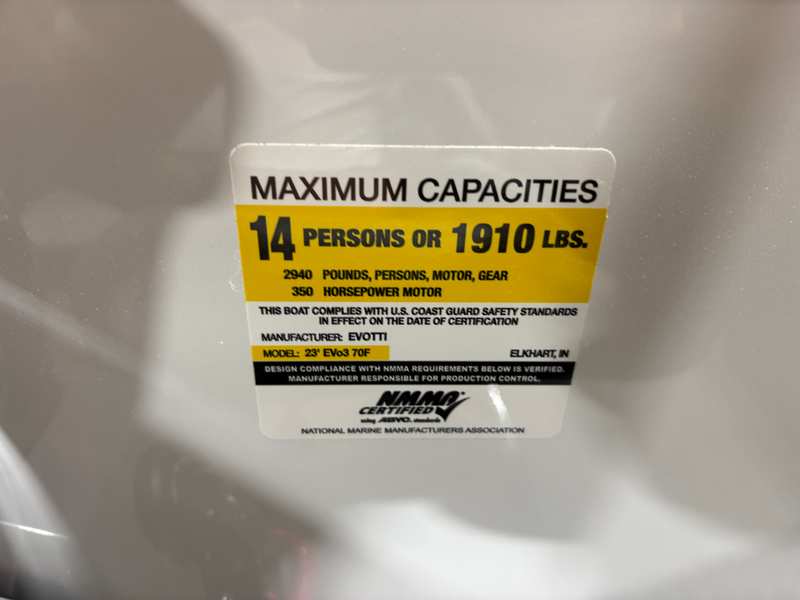 MAXIMUM CAPACITIES
14 PERSONS OR 1910 LBS.
2940 POUNDS, PERSONS, MOTOR, GEAR
350 HORSEPOWER MOTOR
THIS BOAT COMPLIES WITH U.S. COAST GUARD SAFETY STANDARDS
IN EFFECT ON THE DATE OF CERTIFICATION
MANUFACTURER: EVOTTI
MODEL: 23' EVo3 70F ELKHART, IN
DESIGN COMPLIANCE WITH NMMA REQUIREMENTS BELOW IS VERIFIED.
MANUFACTURER RESPONSIBLE FOR PRODUCTION CONTROL.
NMMA
CERTIFIED
using ABYC. standards
NATIONAL MARINE MANUFACTURERS ASSOCIATION